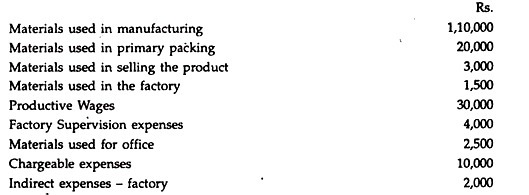 Rs.
Materials used in manufacturing 1,10,000
Materials used in primary packing 20,000
Materials used in selling the product 3,000
Materials used in the factory 1,500
Productive Wages 30,000
Factory Supervision expenses 4,000
Materials used for office 2,500
Chargeable expenses 10,000
Indirect expenses – factory 2,000